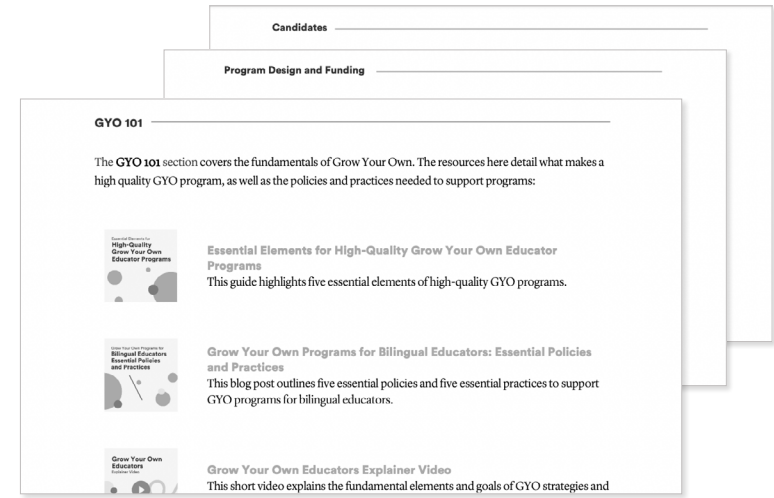 Candidates
Program Design and Funding
GYO 101
The GYO 101 section covers the fundamentals of Grow Your Own. The resources here detail what makes a
high quality GYO program, as well as the policies and practices needed to support programs:
Essential Elements for
High-Quality
Grow Your Own
Educator Programs
Essential Elements for High-Quality Grow Your Own Educator
Programs
This guide highlights five essential elements of high-quality GYO programs.
Grow Your Own Programs for
Bilingual Educators
Essential Policies
and Practices
Grow Your Own Programs for Bilingual Educators: Essential Policies
and Practices
This blog post outlines five essential policies and five essential practices to support
GYO programs for bilingual educators.
Grow Your Own
Educators
Explainer Video
Grow Your Own Educators Explainer Video
This short video explains the fundamental elements and goals of GYO strategies and